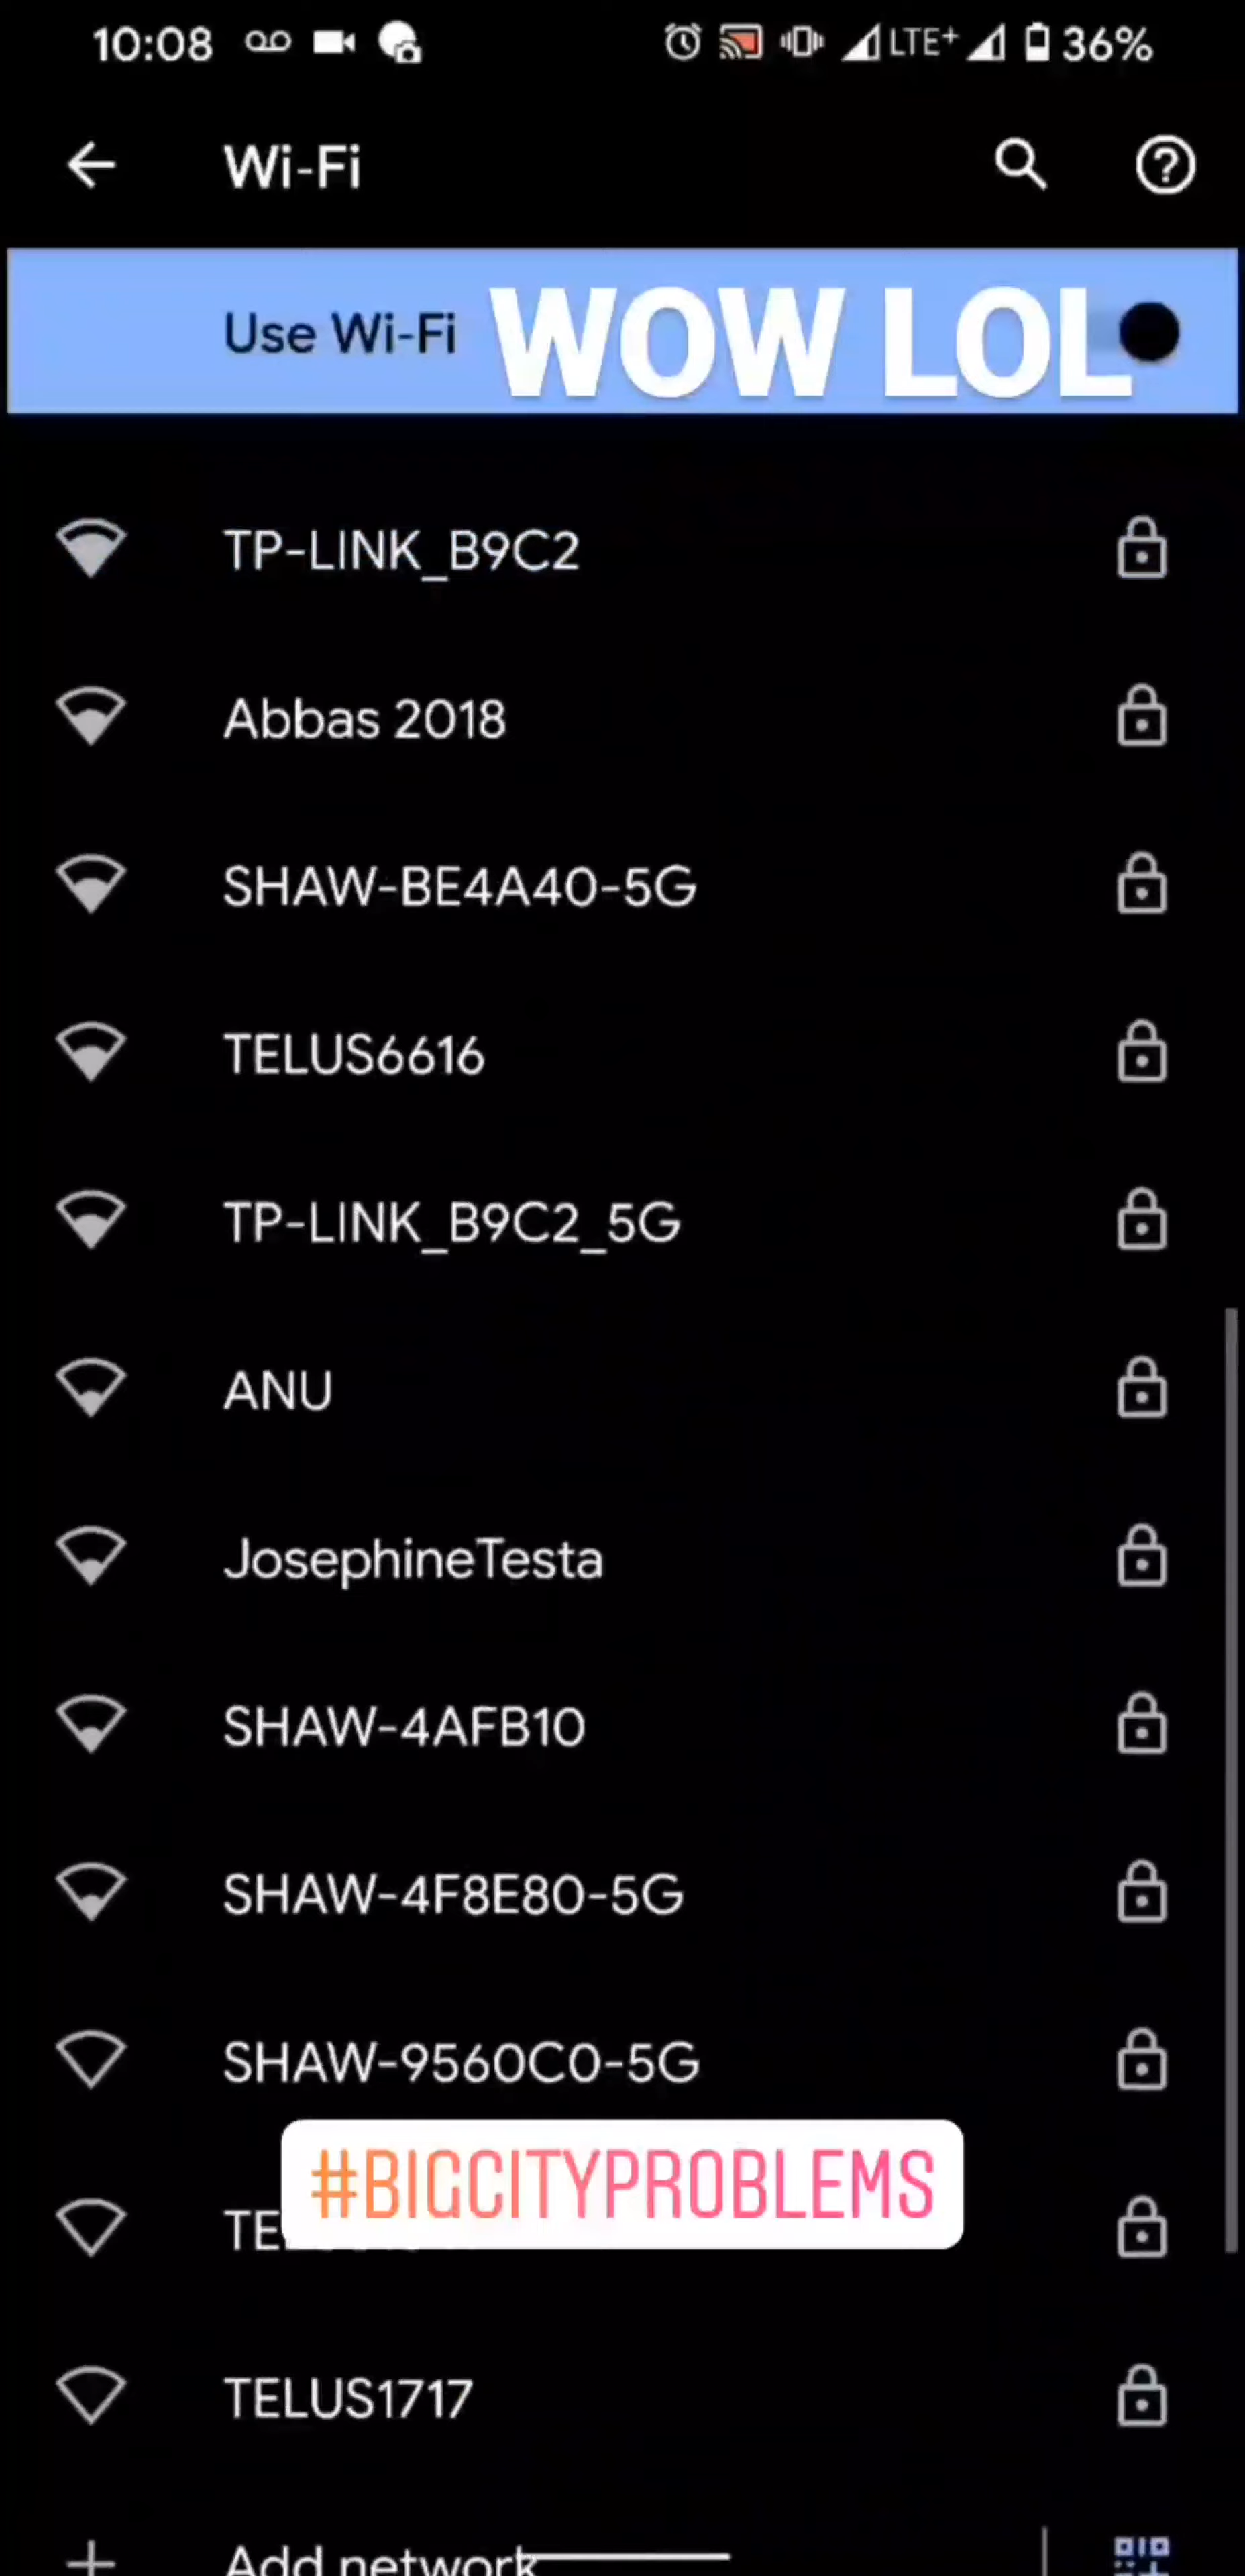 10:08 LTE+ 36%
Wi-Fi
Use Wi-Fi WOW LOL
TP-LINK_B9C2
Abbas 2018
SHAW-BE4A40-5G
TELUS6616
TP-LINK_B9C2_5G
ANU
JosephineTesta
SHAW-4AFB10
SHAW-4F8E80-5G
SHAW-9560C0-5G
#BIGCITYPROBLEMS
TELUS1717
Add network